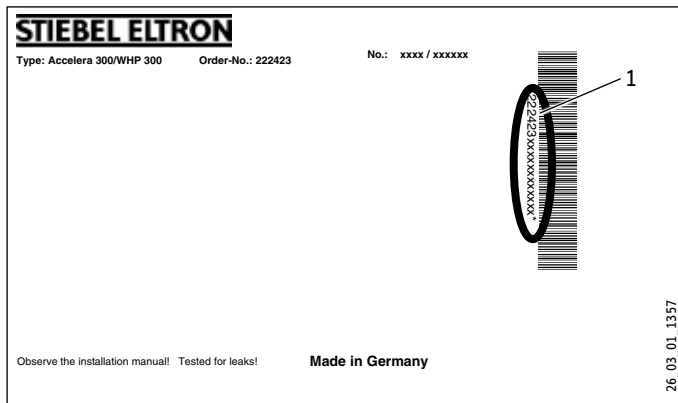 STIEBEL ELTRON
Type: Accelera 300/WHP 300 Order-No.: 222423 No.: xxxx / xxxxxx
1
222423xxxxxxxxxxxxxx*
Observe the installation manual! Tested for leaks! Made in Germany
26_03_01_1357